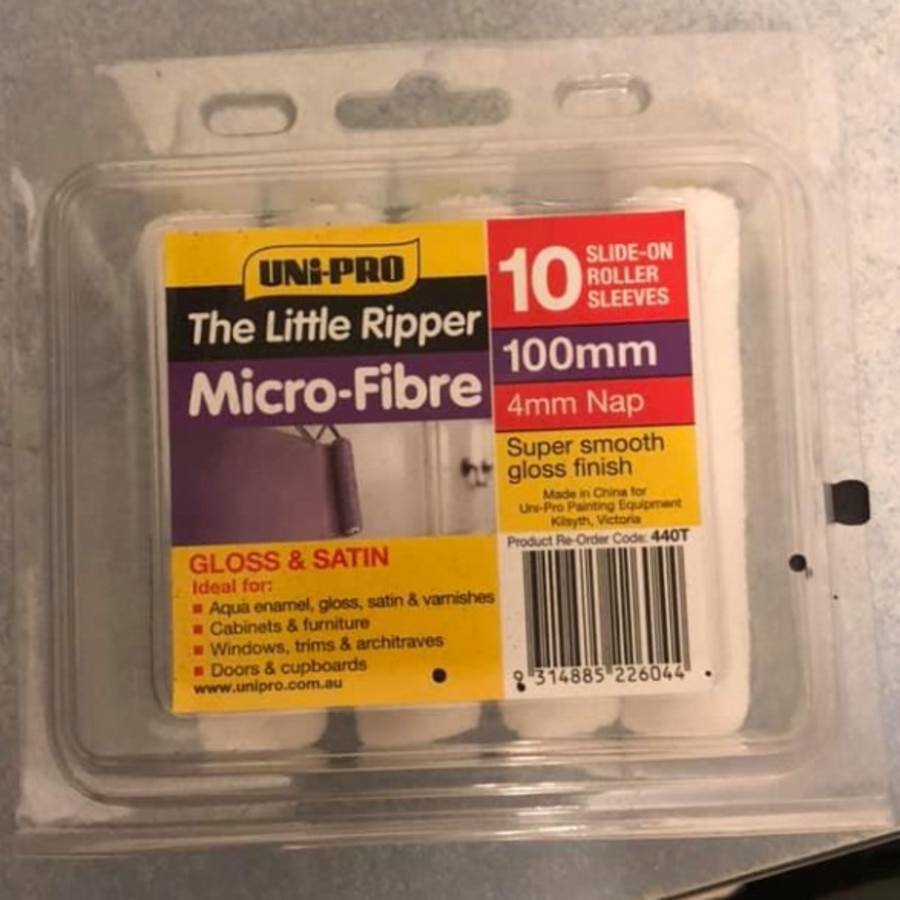 UNi-PRO
The Little Ripper
Micro-Fibre
10
SLIDE-ON
ROLLER
SLEEVES
100mm
4mm Nap
Super smooth
gloss finish
Made in China for
Uni-Pro Painting Equipment
Kilsyth, Victoria
Product Re-Order Code: 440T
GLOSS & SATIN
Ideal for:
Aqua enamel, gloss, satin & varnishes
Cabinets & furniture
Windows, trims & architraves
Doors & cupboards
www.unipro.com.au
9 314885 226044